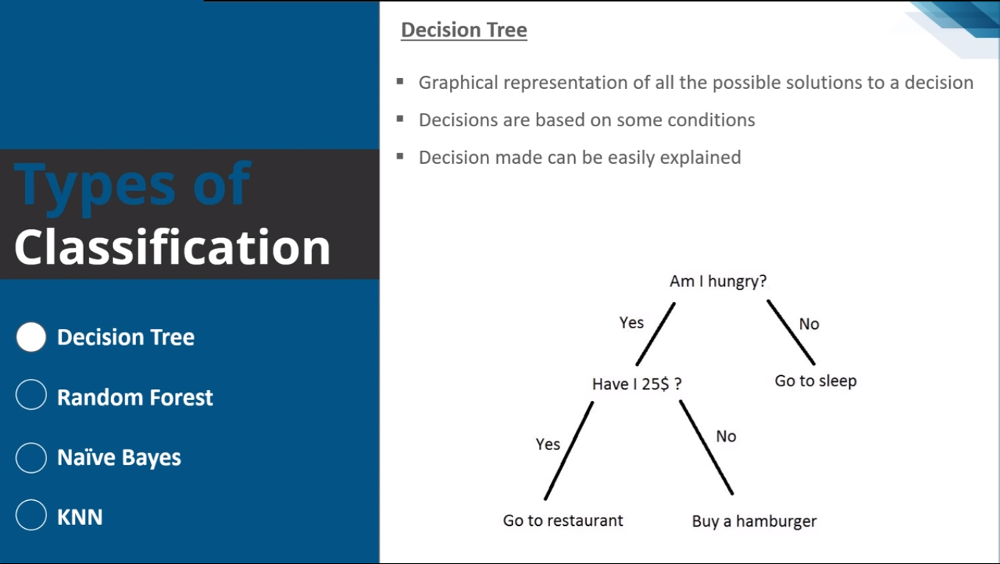 Types of
Classification
Decision Tree
Random Forest
Naïve Bayes
KNN
Decision Tree
▪ Graphical representation of all the possible solutions to a decision
▪ Decisions are based on some conditions
▪ Decision made can be easily explained
Am I hungry?
Yes
No
Have I 25$ ?
Go to sleep
Yes
No
Go to restaurant
Buy a hamburger